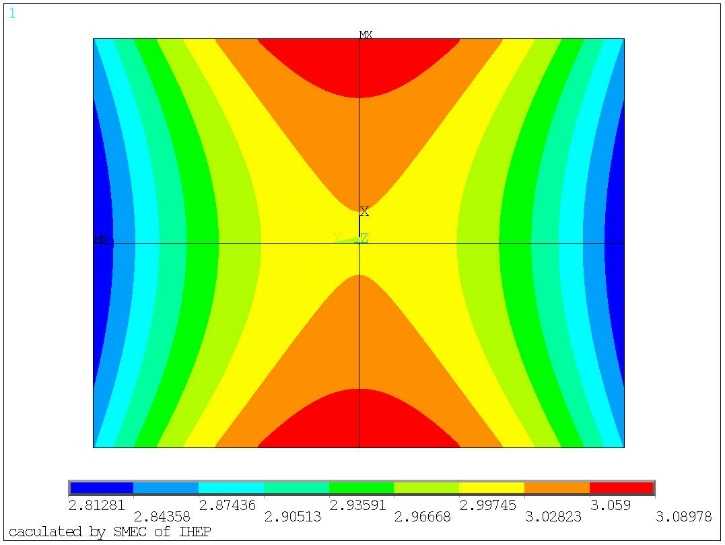 1
MX
X
Y Z
MN
2.81281 2.87436 2.93591 2.99745 3.059
2.84358 2.90513 2.96668 3.02823 3.08978
caculated by SMEC of IHEP